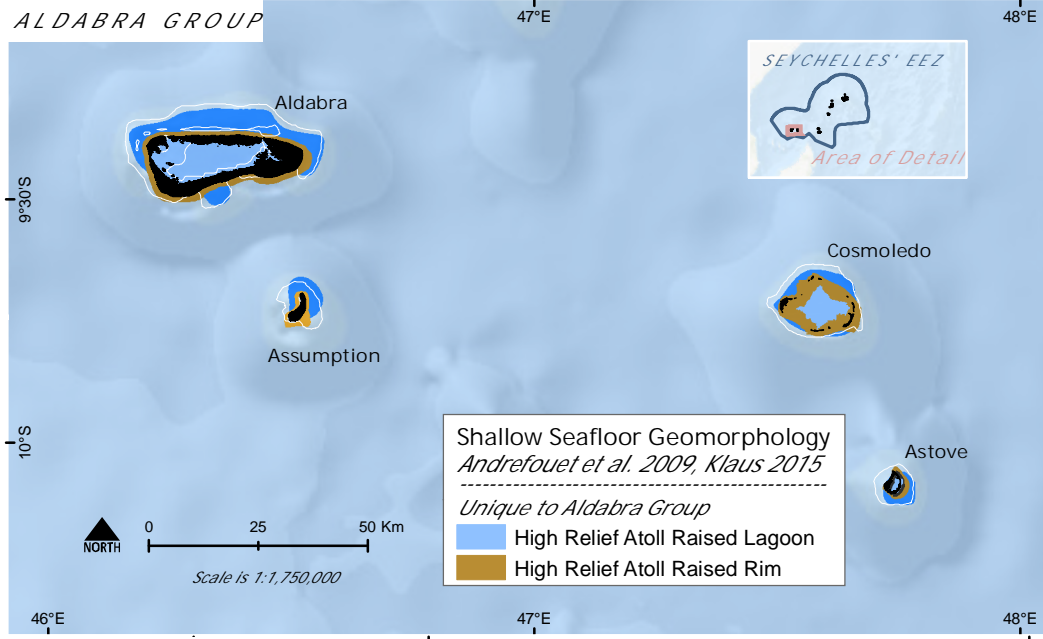 ALDABRA GROUP
47°E
48°E
SEYCHELLES' EEZ
Area of Detail
Aldabra
9°30'S
Cosmoledo
Assumption
10°S
Astove
Shallow Seafloor Geomorphology
Andrefouet et al. 2009, Klaus 2015
Unique to Aldabra Group
High Relief Atoll Raised Lagoon
High Relief Atoll Raised Rim
0 25 50 Km
NORTH
Scale is 1:1,750,000
46°E
47°E
48°E